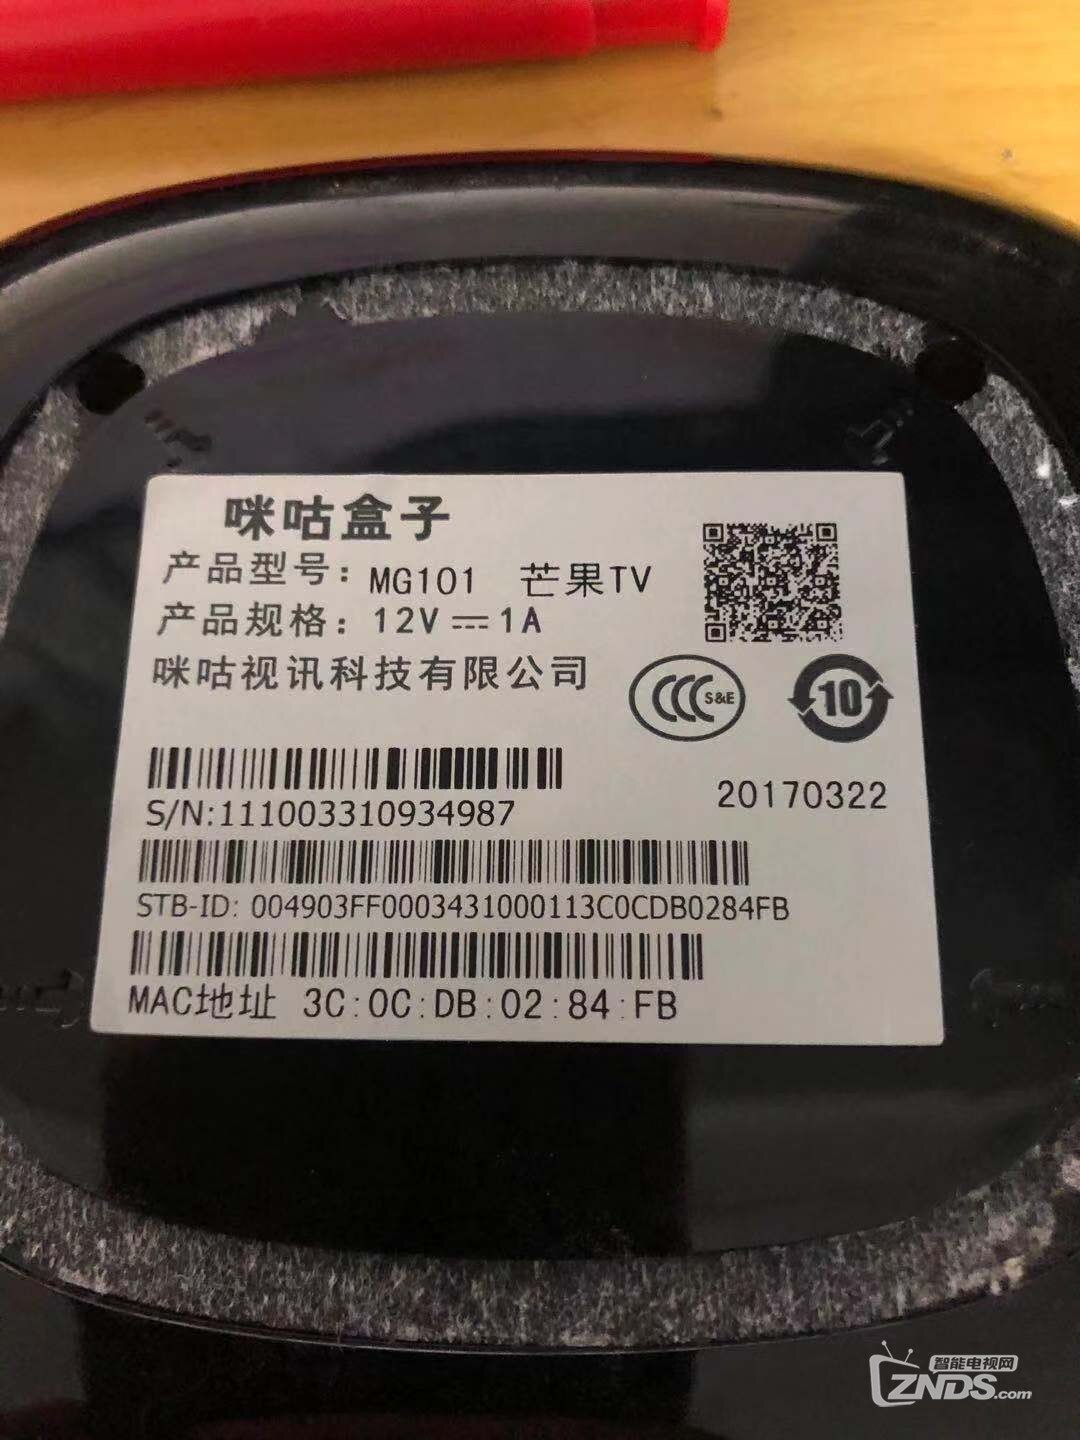 咪咕盒子
产品型号：MG101 芒果TV
产品规格：12V⎓1A
咪咕视讯科技有限公司
CCC S&E
10
20170322
S/N:111003310934987
STB-ID: 004903FF0003431000113C0CDB0284FB
MAC地址 3C:0C:DB:02:84:FB
智能电视网
ZNDS.com